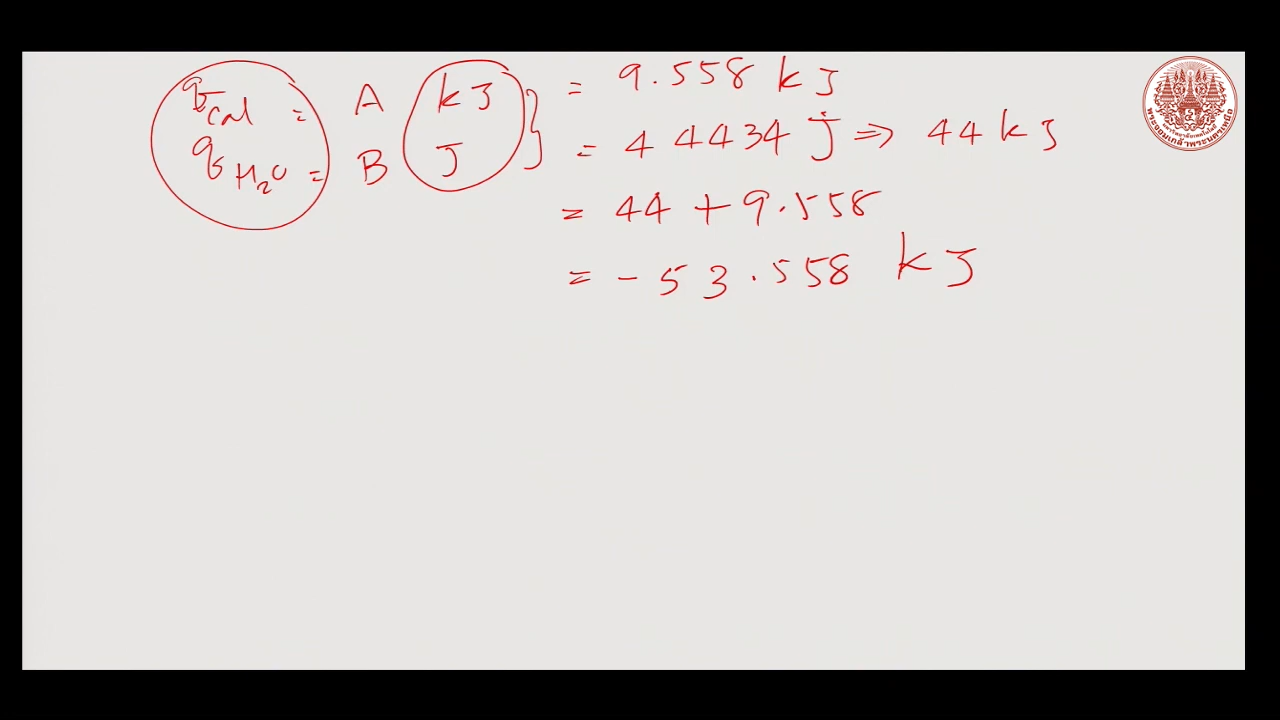 q_cal = A kJ } = 9.558 kJ
q_H₂O = B J = 44434 J ⇒ 44 kJ
= 44 + 9.558
= -53.558 kJ